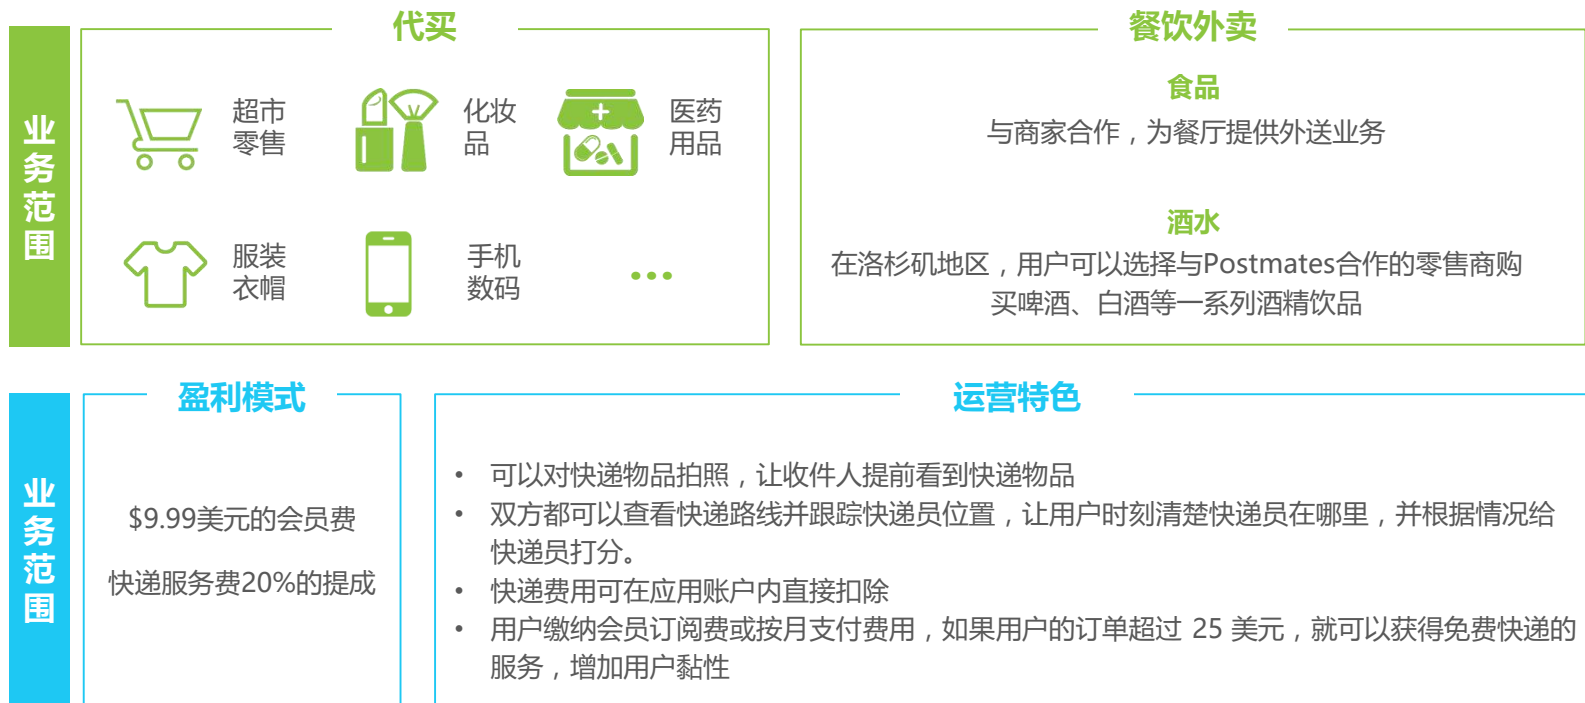 业务范围
代买
超市
零售
化妆
品
医药
用品
服装
衣帽
手机
数码
...
餐饮外卖
食品
与商家合作，为餐厅提供外送业务
酒水
在洛杉矶地区，用户可以选择与Postmates合作的零售商购
买啤酒、白酒等一系列酒精饮品
业务范围
盈利模式
$9.99美元的会员费
快递服务费20%的提成
运营特色
• 可以对快递物品拍照，让收件人提前看到快递物品
• 双方都可以查看快递路线并跟踪快递员位置，让用户时刻清楚快递员在哪里，并根据情况给
快递员打分。
• 快递费用可在应用账户内直接扣除
• 用户缴纳会员订阅费或按月支付费用，如果用户的订单超过 25 美元，就可以获得免费快递的
服务，增加用户黏性